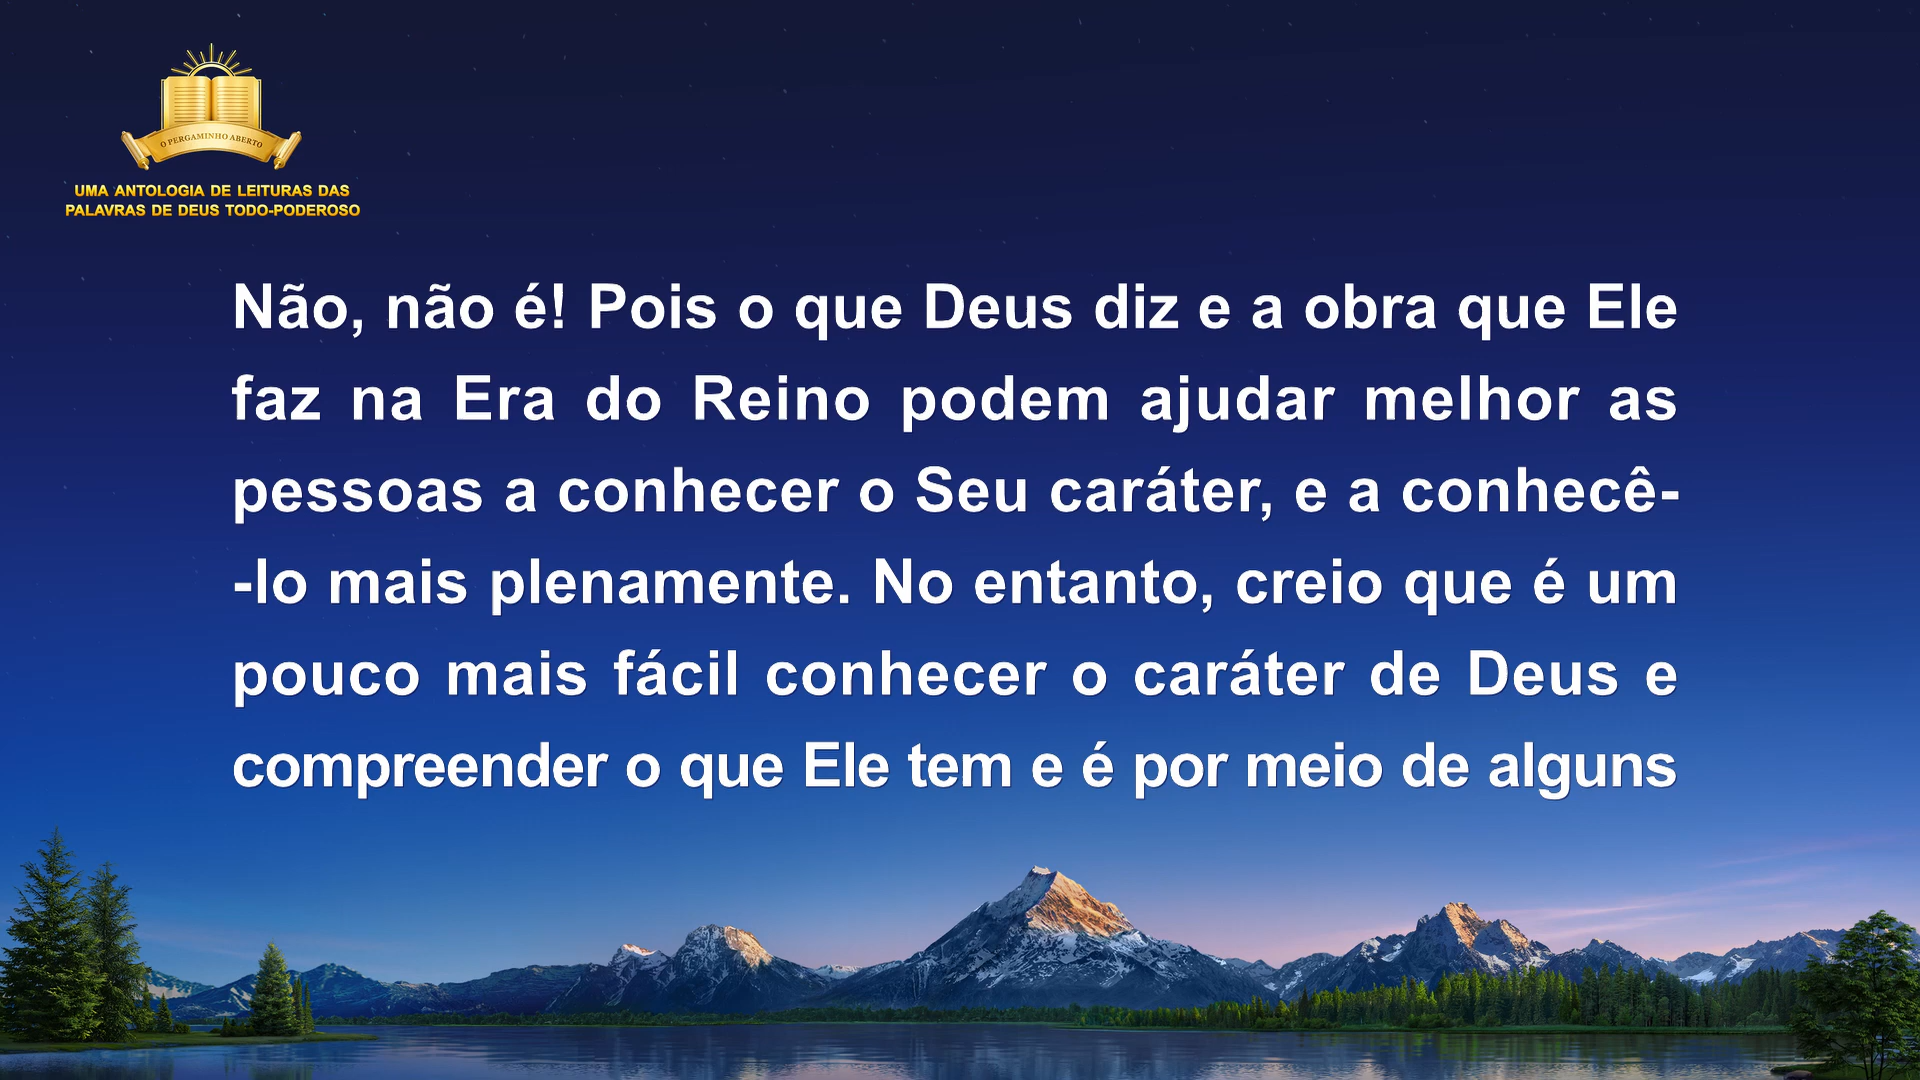 O PERGAMINHO ABERTO
UMA ANTOLOGIA DE LEITURAS DAS
PALAVRAS DE DEUS TODO-PODEROSO
Não, não é! Pois o que Deus diz e a obra que Ele
faz na Era do Reino podem ajudar melhor as
pessoas a conhecer o Seu caráter, e a conhecê-
-lo mais plenamente. No entanto, creio que é um
pouco mais fácil conhecer o caráter de Deus e
compreender o que Ele tem e é por meio de alguns